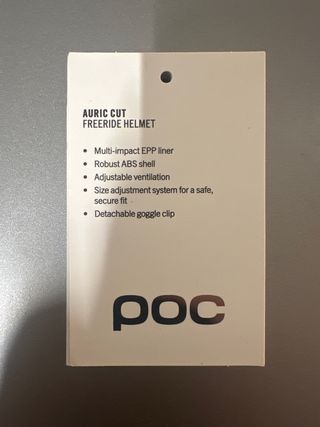 AURIC CUT
FREERIDE HELMET
• Multi-impact EPP liner
• Robust ABS shell
• Adjustable ventilation
• Size adjustment system for a safe,
secure fit
• Detachable goggle clip
POC